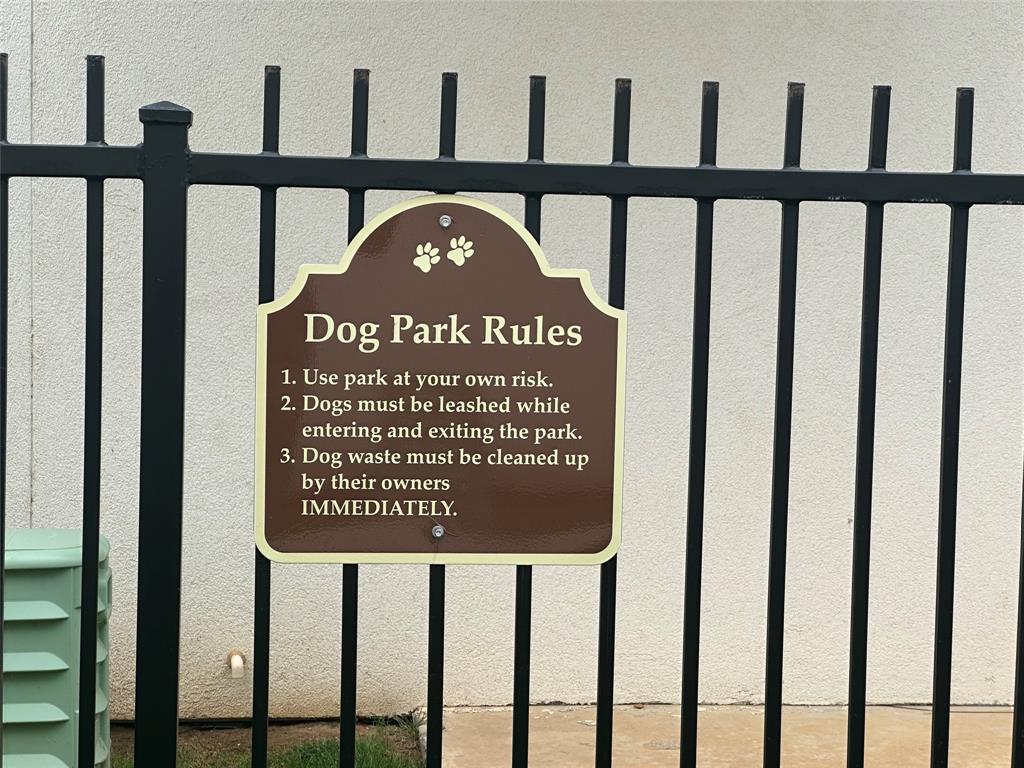 Dog Park Rules
1. Use park at your own risk.
2. Dogs must be leashed while
entering and exiting the park.
3. Dog waste must be cleaned up
by their owners
IMMEDIATELY.